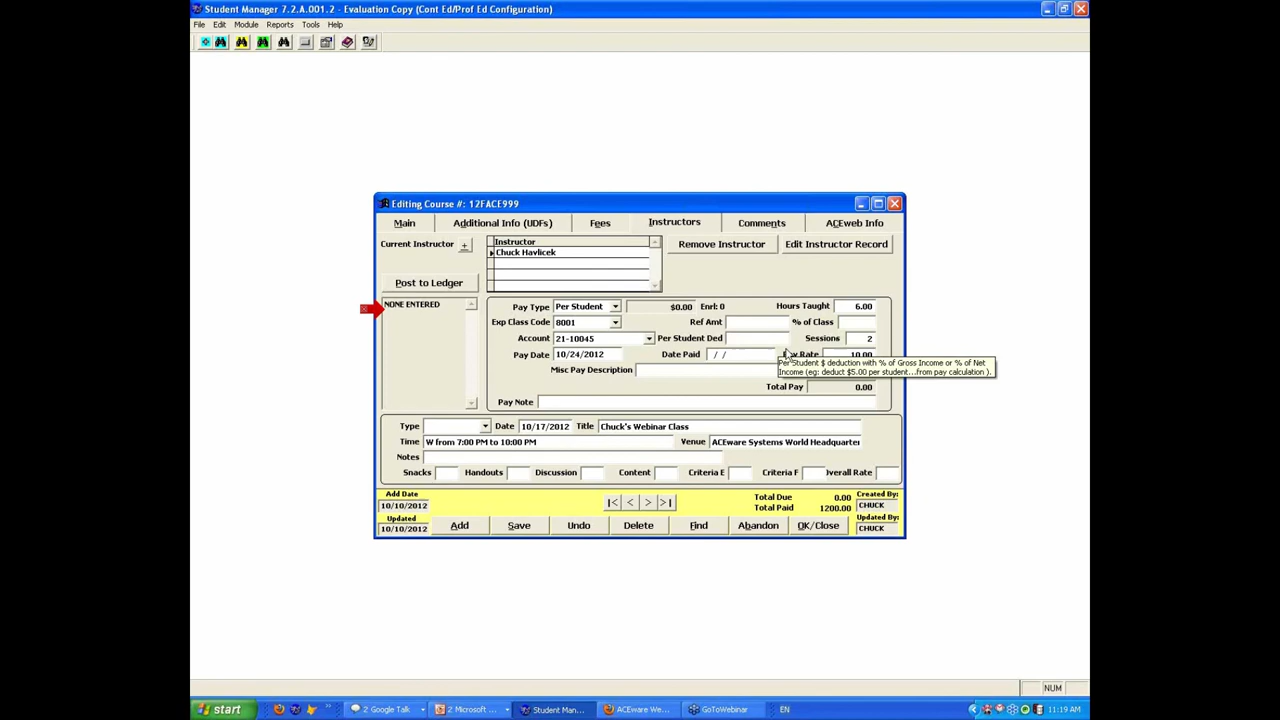 Student Manager 7.2.A.001.2 - Evaluation Copy (Cont Ed/Prof Ed Configuration)
File Edit Module Reports Tools Help
Editing Course #: 12FACE999
Main Additional Info (UDFs) Fees Instructors Comments ACEweb Info
Current Instructor + Instructor Remove Instructor Edit Instructor Record
Chuck Havlicek
Post to Ledger
NONE ENTERED Pay Type Per Student $0.00 Enrl: 0 Hours Taught 6.00
Exp Class Code 8001 Ref Amt % of Class
Account 21-10045 Per Student Ded Sessions 2
Pay Date 10/24/2012 Date Paid / / Rate 10.00
Per Student $ deduction with % of Gross Income or % of Net
Income (eg: deduct $5.00 per student...from pay calculation ).
Misc Pay Description
Total Pay 0.00
Pay Note
Type Date 10/17/2012 Title Chuck's Webinar Class
Time W from 7:00 PM to 10:00 PM Venue ACEware Systems World Headquarter
Notes
Snacks Handouts Discussion Content Criteria E Criteria F Overall Rate
Add Date |< < > >| Total Due 0.00 Created By:
10/10/2012 Total Paid 1200.00 CHUCK
Updated Updated By:
10/10/2012 Add Save Undo Delete Find Abandon OK/Close CHUCK
NUM
start 2 Google Talk 2 Microsoft ... Student Man... ACEware We... GoToWebinar EN 11:19 AM